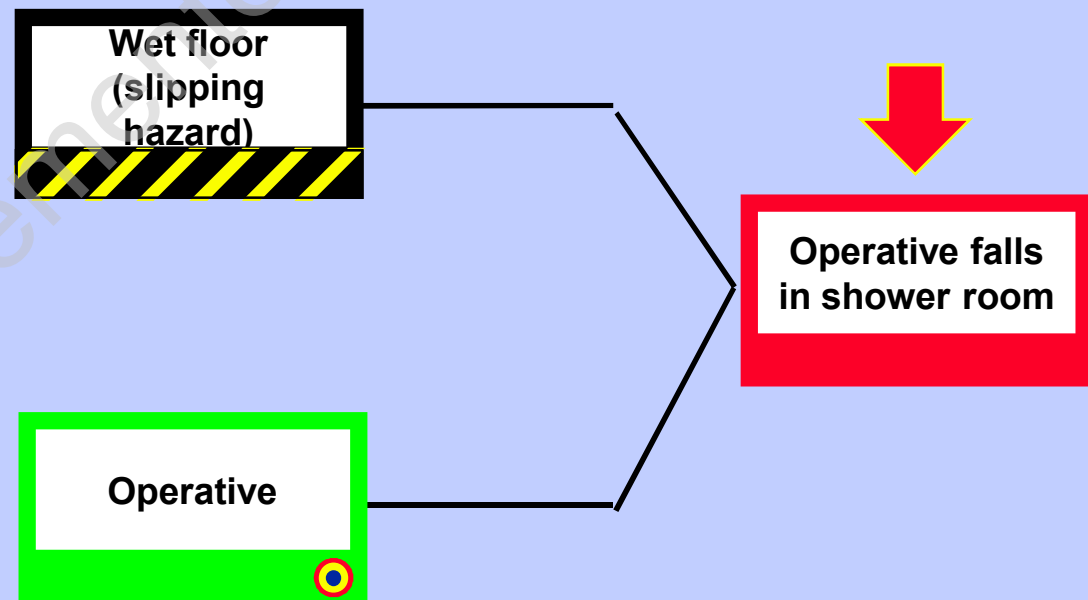 Wet floor
(slipping
hazard)
Operative falls
in shower room
Operative